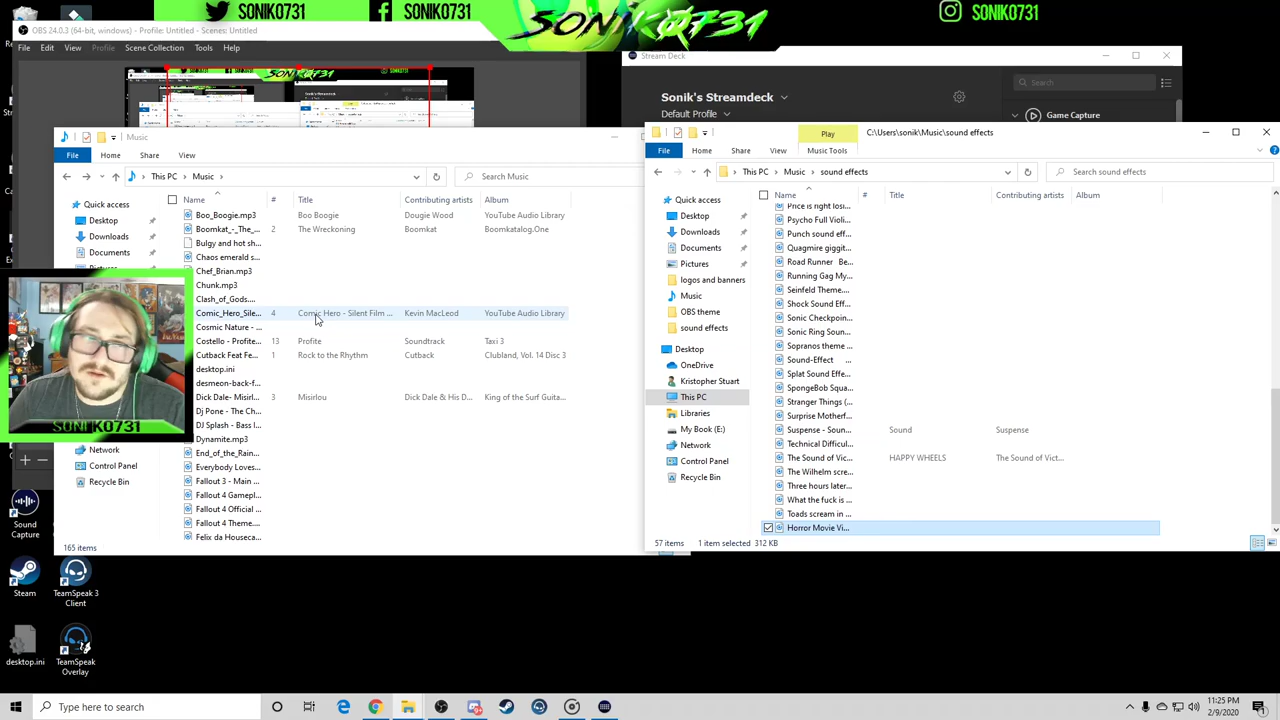 SONIK0731
SONIK0731
SONIK0731
SONIK0731
OBS 24.0.3 (64-bit, windows) - Profile: Untitled - Scenes: Untitled
File Edit View Profile Scene Collection Tools Help
Stream Deck
Search
Sonik's Streamdeck
Default Profile
Game Capture
Music
File Home Share View
This PC > Music >
Search Music
Name # Title Contributing artists Album
Quick access
Desktop
Downloads
Documents
Pictures
Network
Control Panel
Recycle Bin
Boo_Boogie.mp3 Boo Boogie Dougie Wood YouTube Audio Library
Boomkat_-_The_... 2 The Wreckoning Boomkat Boomkatalog.One
Bulgy and hot sh...
Chaos emerald s...
Chef_Brian.mp3
Chunk.mp3
Clash_of_Gods....
Comic_Hero_Sile... 4 Comic Hero - Silent Film ... Kevin MacLeod YouTube Audio Library
Cosmic Nature - ...
Costello - Profite... 13 Profite Soundtrack Taxi 3
Cutback Feat Fe... 1 Rock to the Rhythm Cutback Clubland, Vol. 14 Disc 3
desktop.ini
desmeon-back-f...
Dick Dale- Misirlou... 3 Misirlou Dick Dale & His D... King of the Surf Guita...
Dj Pone - The Ch...
DJ Splash - Bass l...
Dynamite.mp3
End_of_the_Rain...
Everybody Loves...
Fallout 3 - Main ...
Fallout 4 Gamepl...
Fallout 4 Official ...
Fallout 4 Theme....
Felix da Houseca...
165 items
Play
C:\Users\sonik\Music\sound effects
File Home Share View Music Tools
This PC > Music > sound effects
Search sound effects
Name # Title Contributing artists Album
Quick access
Desktop
Downloads
Documents
Pictures
logos and banners
Music
OBS theme
sound effects
Desktop
OneDrive
Kristopher Stuart
This PC
Libraries
My Book (E:)
Network
Control Panel
Recycle Bin
Price is right losi...
Psycho Full Violi...
Punch sound eff...
Quagmire giggit...
Road Runner Be...
Running Gag My...
Seinfeld Theme....
Shock Sound Eff...
Sonic Checkpoin...
Sonic Ring Soun...
Sopranos theme ...
Sound-Effect ...
Splat Sound Effe...
SpongeBob Squa...
Stranger Things (...
Surprise Motherf...
Suspense - Soun... Sound Suspense
Technical Difficul...
The Sound of Vict... HAPPY WHEELS The Sound of Vict...
The Wilhelm scre...
Three hours later...
What the fuck is ...
Toads scream in ...
Horror Movie Vi...
57 items 1 item selected 312 KB
SONIK0731
Sound Capture
Steam
TeamSpeak 3 Client
desktop.ini
TeamSpeak Overlay
Type here to search
11:25 PM
2/9/2020